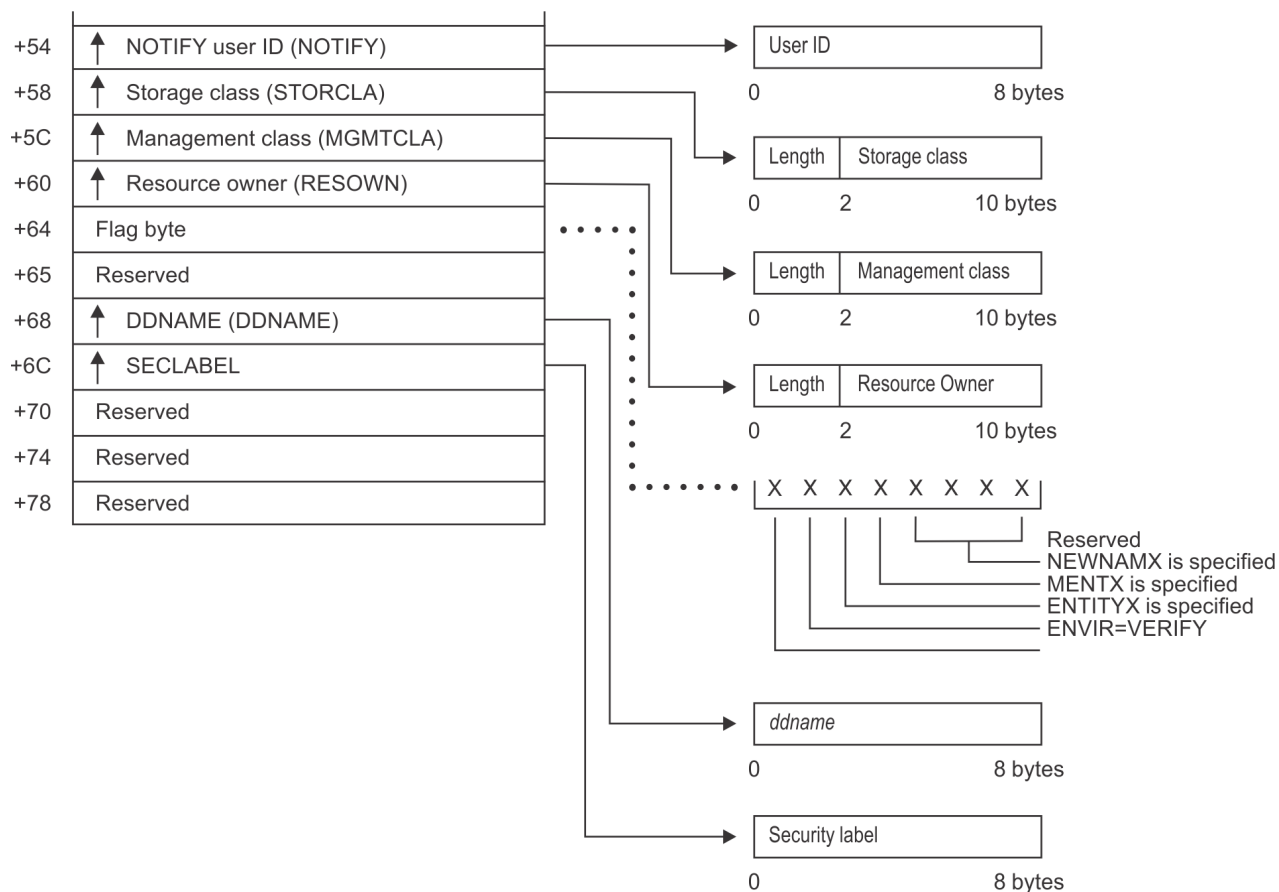 +54 NOTIFY user ID (NOTIFY)
+58 Storage class (STORCLA)
+5C Management class (MGMTCLA)
+60 Resource owner (RESOWN)
+64 Flag byte
+65 Reserved
+68 DDNAME (DDNAME)
+6C SECLABEL
+70 Reserved
+74 Reserved
+78 Reserved
User ID
0 8 bytes
Length Storage class
0 2 10 bytes
Length Management class
0 2 10 bytes
Length Resource Owner
0 2 10 bytes
X X X X X X X X
Reserved
NEWNAMX is specified
MENTX is specified
ENTITYX is specified
ENVIR=VERIFY
ddname
0 8 bytes
Security label
0 8 bytes